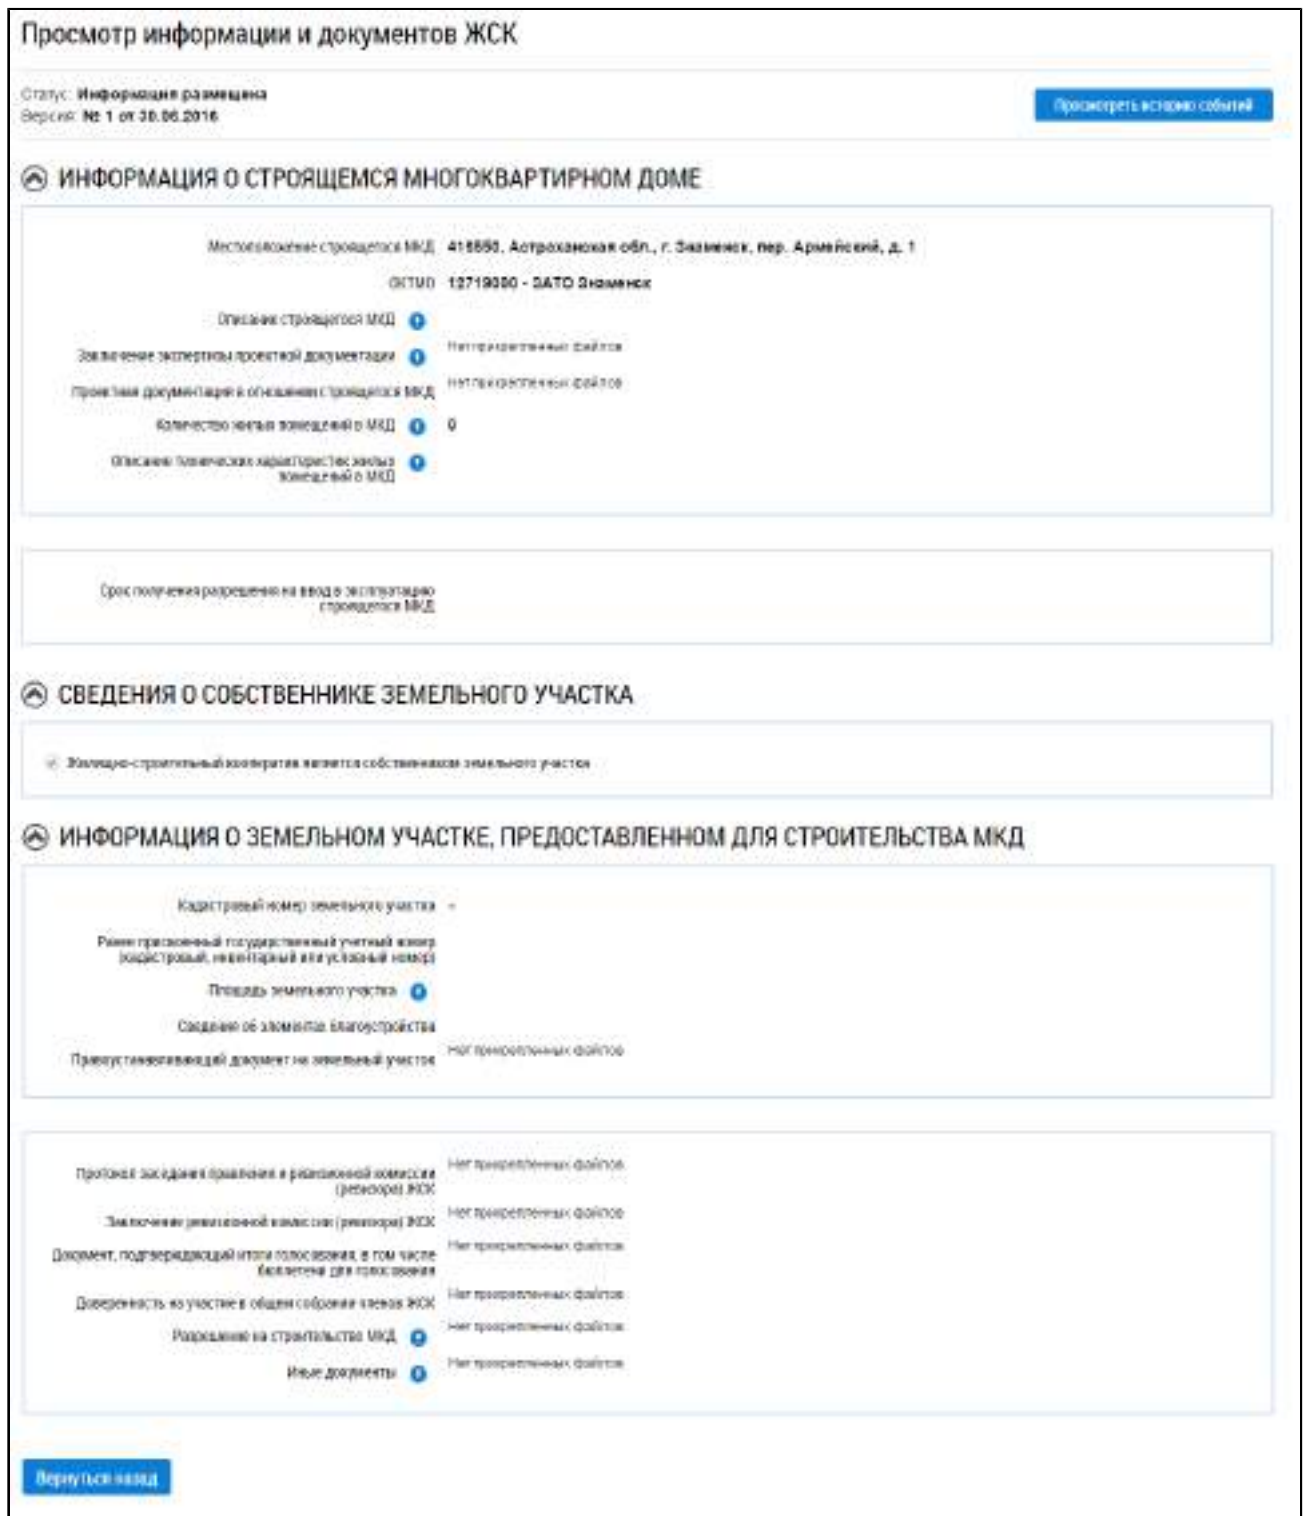 Просмотр информации и документов ЖСК
Статус: Информация размещена
Версия: № 1 от 30.06.2016
Просмотреть историю событий
ИНФОРМАЦИЯ О СТРОЯЩЕМСЯ МНОГОКВАРТИРНОМ ДОМЕ
Местоположение строящегося МКД 416550, Астраханская обл., г. Знаменск, пер. Армейский, д. 1
ОКТМО 12719000 - ЗАТО Знаменск
Описание строящегося МКД
Заключение экспертизы проектной документации Нет прикрепленных файлов
Проектная документация в отношении строящегося МКД Нет прикрепленных файлов
Количество жилых помещений в МКД 0
Описание технических характеристик жилых
помещений в МКД
Срок получения разрешения на ввод в эксплуатацию
строящегося МКД
СВЕДЕНИЯ О СОБСТВЕННИКЕ ЗЕМЕЛЬНОГО УЧАСТКА
Жилищно-строительный кооператив является собственником земельного участка
ИНФОРМАЦИЯ О ЗЕМЕЛЬНОМ УЧАСТКЕ, ПРЕДОСТАВЛЕННОМ ДЛЯ СТРОИТЕЛЬСТВА МКД
Кадастровый номер земельного участка -
Ранее присвоенный государственный учетный номер
(кадастровый, инвентарный или условный номер)
Площадь земельного участка
Сведения об элементах благоустройства
Правоустанавливающий документ на земельный участок Нет прикрепленных файлов
Протокол заседания правления и ревизионной комиссии Нет прикрепленных файлов
(ревизора) ЖСК
Заключение ревизионной комиссии (ревизора) ЖСК Нет прикрепленных файлов
Документ, подтверждающий итоги голосования, в том числе Нет прикрепленных файлов
бюллетени для голосования
Доверенность на участие в общем собрании членов ЖСК Нет прикрепленных файлов
Разрешение на строительство МКД Нет прикрепленных файлов
Иные документы Нет прикрепленных файлов
Вернуться назад